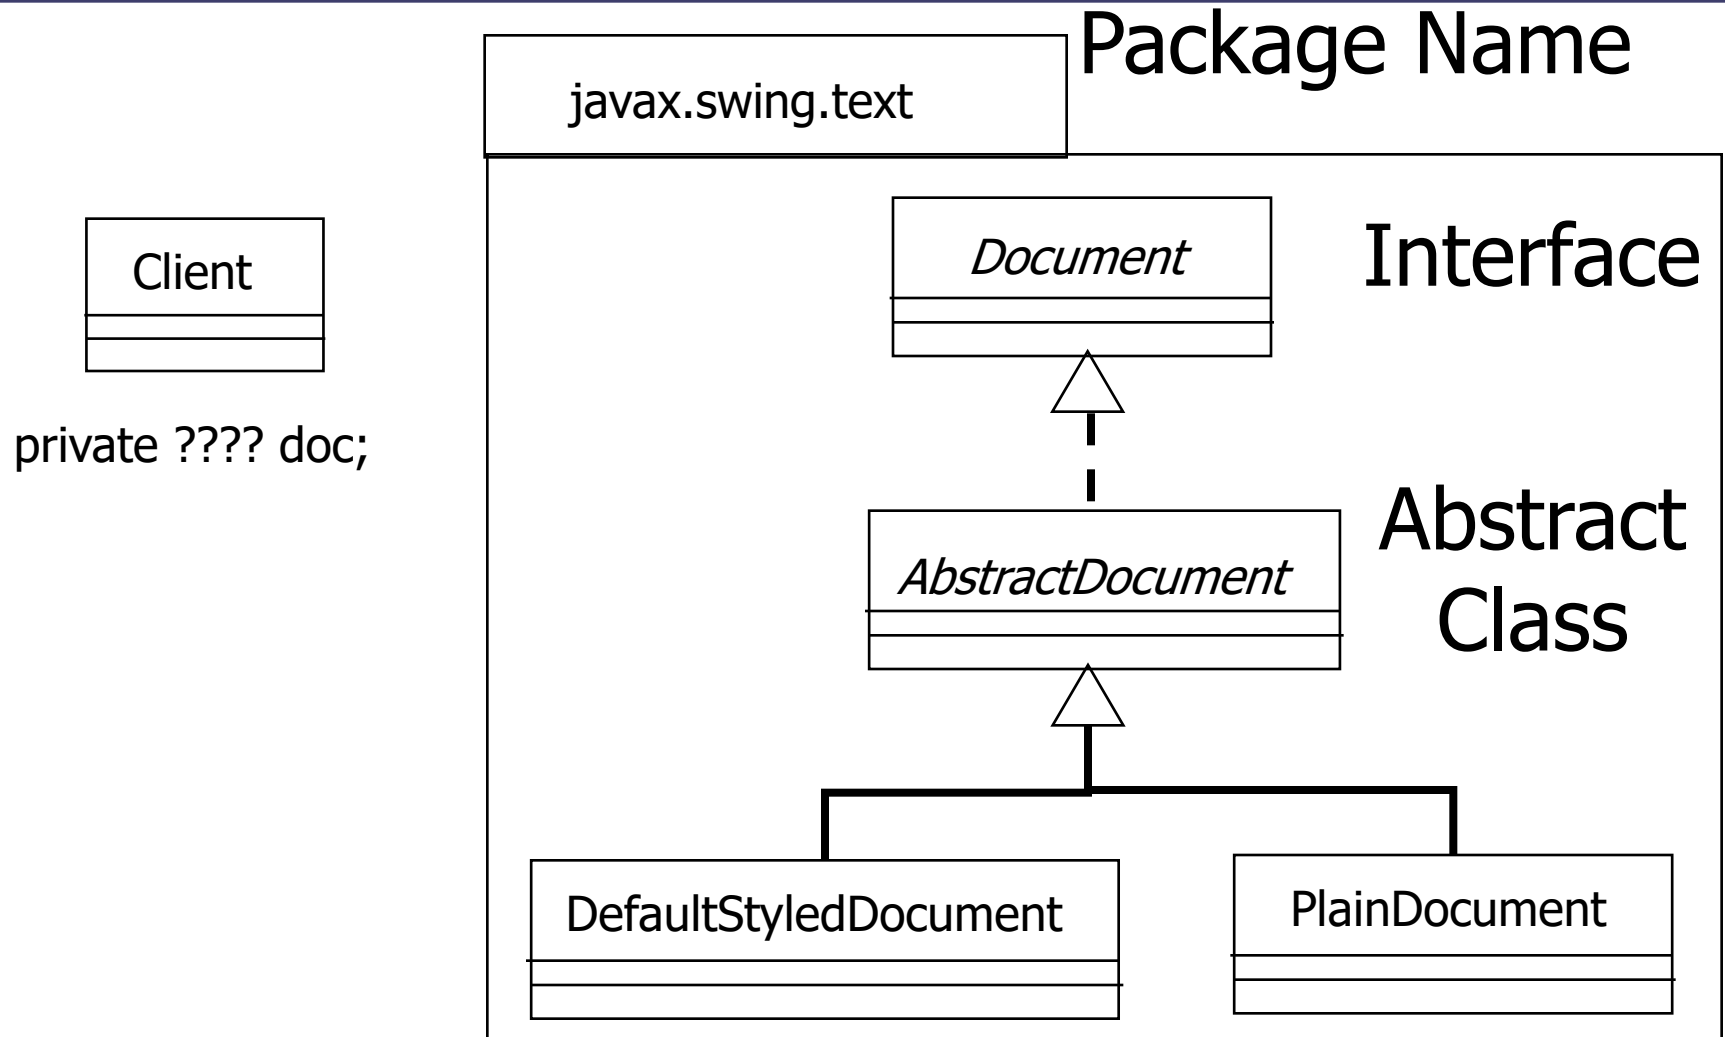 Package Name
javax.swing.text
Client
Document
Interface
private ???? doc;
AbstractDocument
Abstract
Class
DefaultStyledDocument
PlainDocument